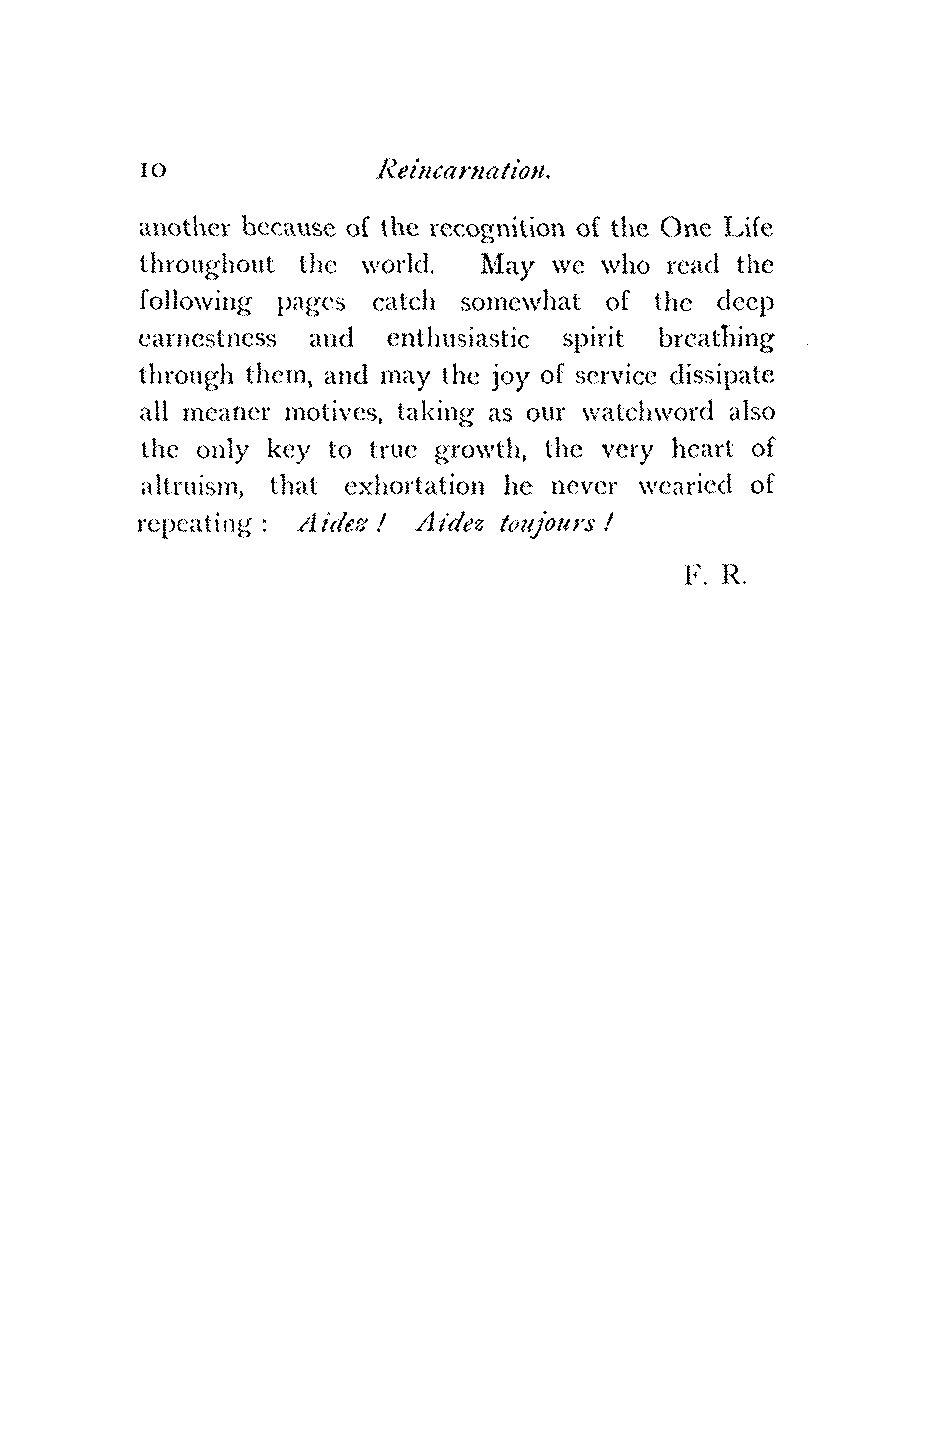 10 Reincarnation.
another because of the recognition of the One Life
throughout the world. May we who read the
following pages catch somewhat of the deep
earnestness and enthusiastic spirit breathing
through them, and may the joy of service dissipate
all meaner motives, taking as our watchword also
the only key to true growth, the very heart of
altruism, that exhortation he never wearied of
repeating : Aidez ! Aidez toujours !
F. R.